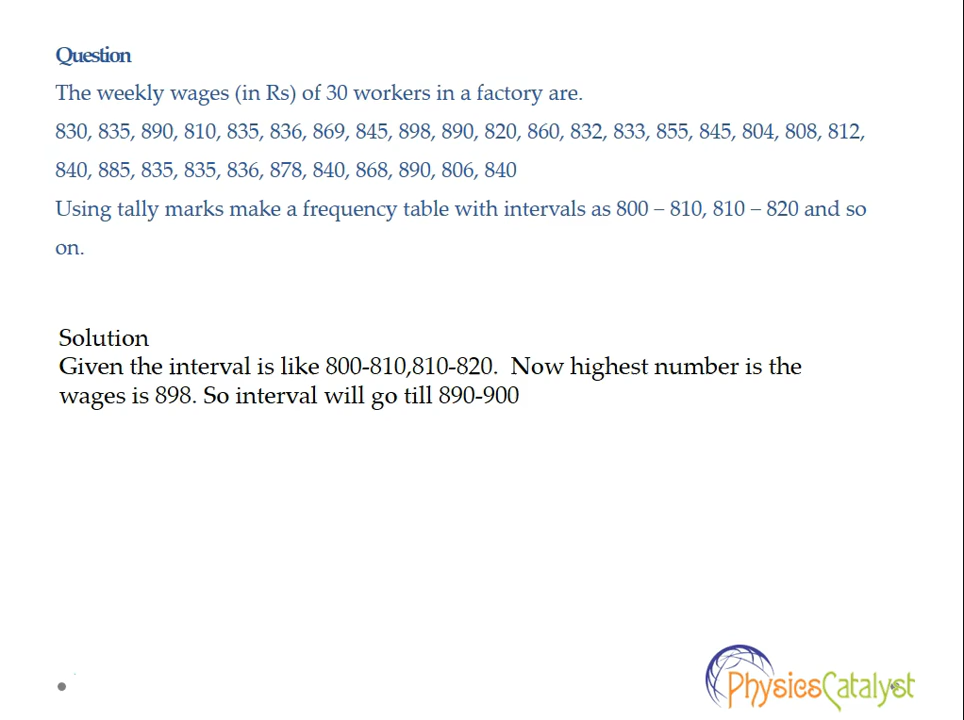 Question
The weekly wages (in Rs) of 30 workers in a factory are.
830, 835, 890, 810, 835, 836, 869, 845, 898, 890, 820, 860, 832, 833, 855, 845, 804, 808, 812,
840, 885, 835, 835, 836, 878, 840, 868, 890, 806, 840
Using tally marks make a frequency table with intervals as 800 – 810, 810 – 820 and so
on.
Solution
Given the interval is like 800-810,810-820.  Now highest number is the
wages is 898. So interval will go till 890-900
PhysicsCatalyst